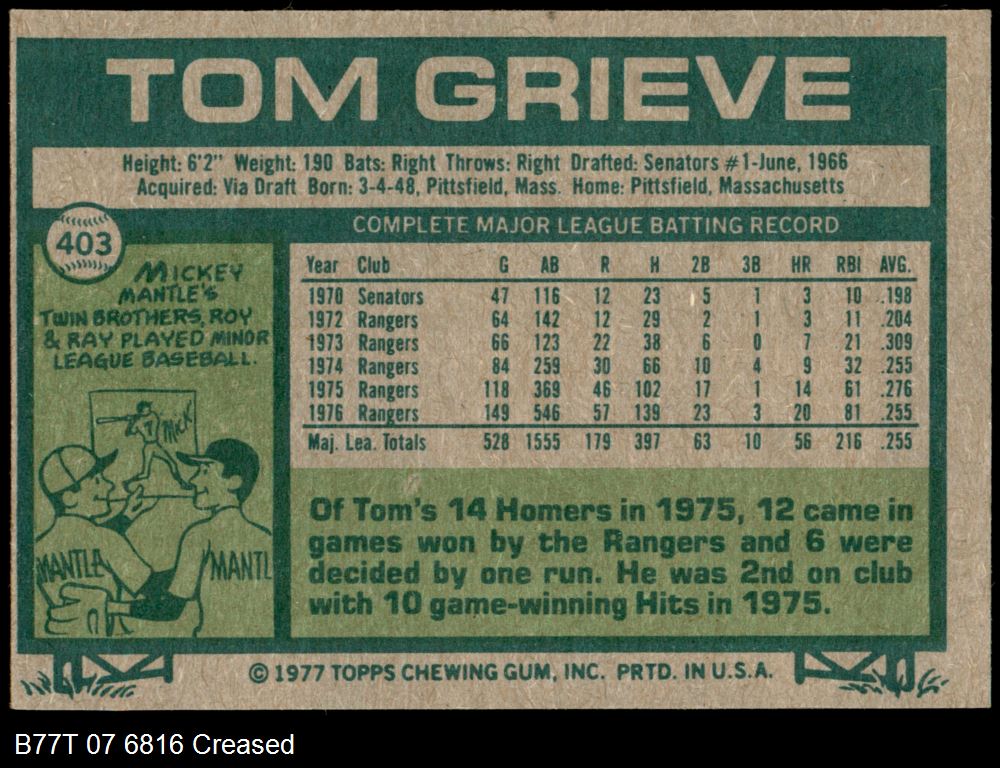 TOM GRIEVE
Height: 6'2" Weight: 190 Bats: Right Throws: Right Drafted: Senators #1-June, 1966
Acquired: Via Draft Born: 3-4-48, Pittsfield, Mass. Home: Pittsfield, Massachusetts
403
COMPLETE MAJOR LEAGUE BATTING RECORD
MICKEY
MANTLE'S
TWIN BROTHERS, ROY
& RAY PLAYED MINOR
LEAGUE BASEBALL.
7
MICK
MANTLE
MANTL
Year Club G AB R H 2B 3B HR RBI AVG.
1970 Senators 47 116 12 23 5 1 3 10 .198
1972 Rangers 64 142 12 29 2 1 3 11 .204
1973 Rangers 66 123 22 38 6 0 7 21 .309
1974 Rangers 84 259 30 66 10 4 9 32 .255
1975 Rangers 118 369 46 102 17 1 14 61 .276
1976 Rangers 149 546 57 139 23 3 20 81 .255
Maj. Lea. Totals 528 1555 179 397 63 10 56 216 .255
Of Tom's 14 Homers in 1975, 12 came in
games won by the Rangers and 6 were
decided by one run. He was 2nd on club
with 10 game-winning Hits in 1975.
© 1977 TOPPS CHEWING GUM, INC. PRTD. IN U.S.A.
B77T 07 6816 Creased